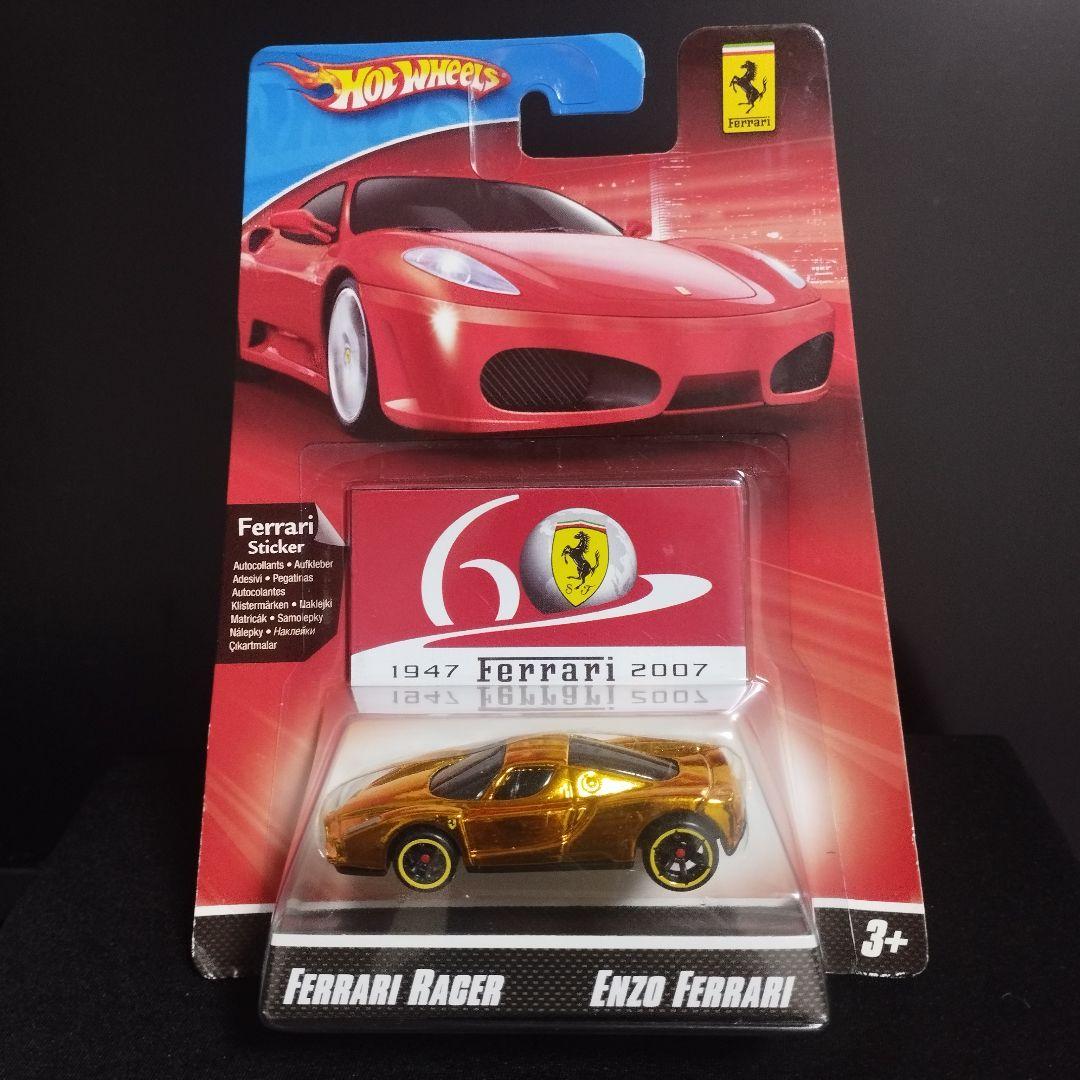 HOT WHEELS
Ferrari
Ferrari
Sticker
Autocollants • Aufkleber
Adesivi • Pegatinas
Autocolantes
Klistermärken • Naklejki
Matricák • Samolepky
Nálepky • Наклейки
Çıkartmalar
60
S F
1947 Ferrari 2007
3+
FERRARI RACER ENZO FERRARI